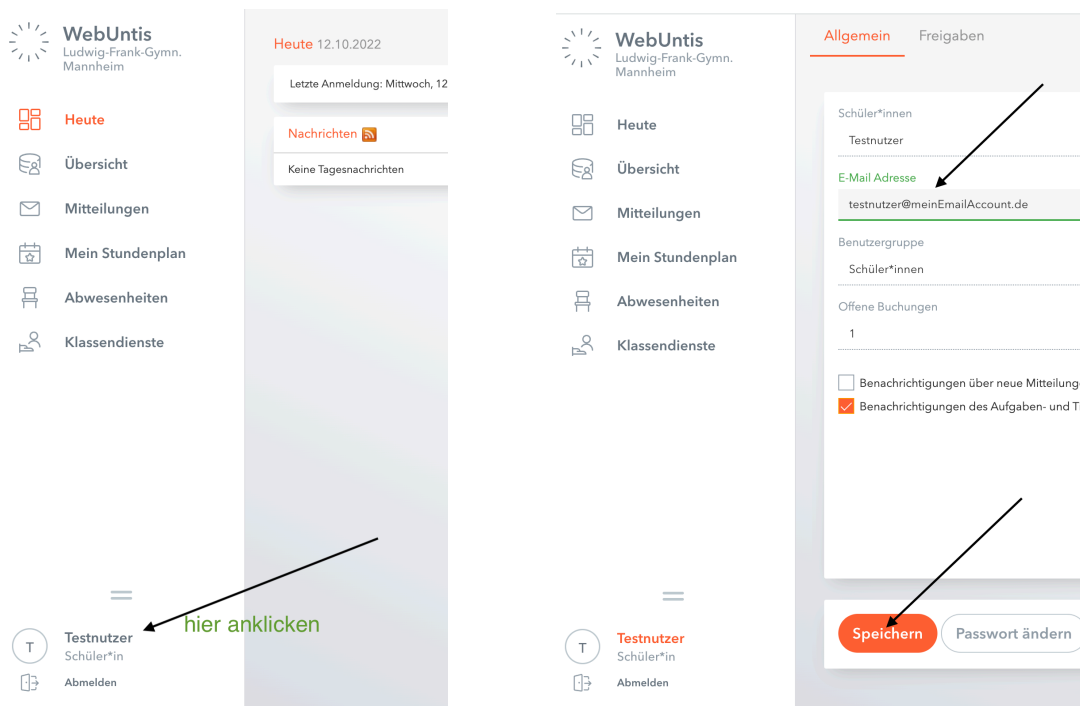 WebUntis
Ludwig-Frank-Gymn.
Mannheim
Heute
Übersicht
Mitteilungen
Mein Stundenplan
Abwesenheiten
Klassendienste
T
Testnutzer
Schüler*in
Abmelden
Heute 12.10.2022
Letzte Anmeldung: Mittwoch, 12
Nachrichten
Keine Tagesnachrichten
hier anklicken
WebUntis
Ludwig-Frank-Gymn.
Mannheim
Heute
Übersicht
Mitteilungen
Mein Stundenplan
Abwesenheiten
Klassendienste
T
Testnutzer
Schüler*in
Abmelden
Allgemein Freigaben
Schüler*innen
Testnutzer
E-Mail Adresse
testnutzer@meinEmailAccount.de
Benutzergruppe
Schüler*innen
Offene Buchungen
1
Benachrichtigungen über neue Mitteilung
Benachrichtigungen des Aufgaben- und T
Speichern Passwort ändern